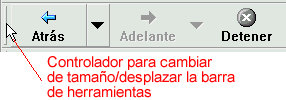 Atrás Adelante Detener
Controlador para cambiar
de tamaño/desplazar la barra
de herramientas